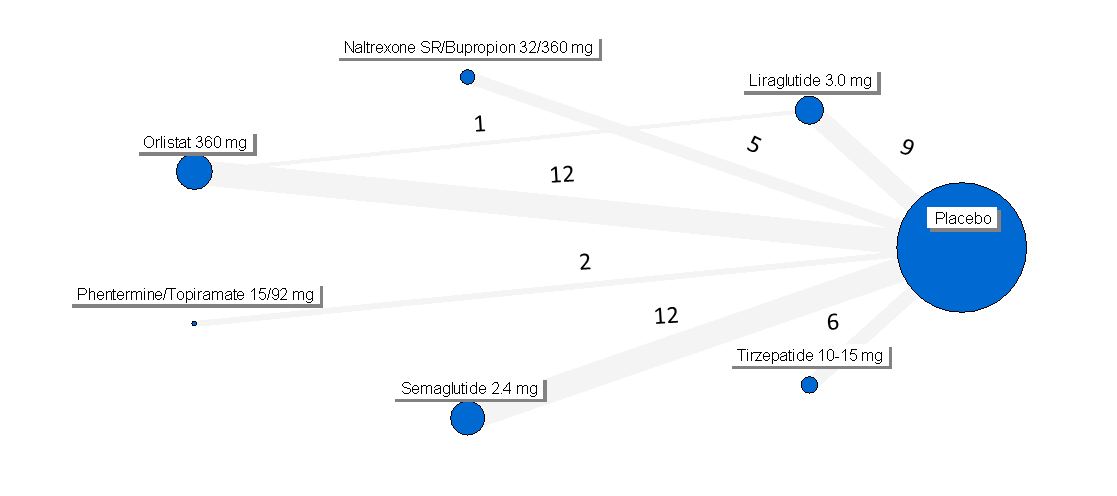 Naltrexone SR/Bupropion 32/360 mg
Liraglutide 3.0 mg
1
Orlistat 360 mg
5
9
12
Placebo
2
Phentermine/Topiramate 15/92 mg
12
6
Tirzepatide 10-15 mg
Semaglutide 2.4 mg